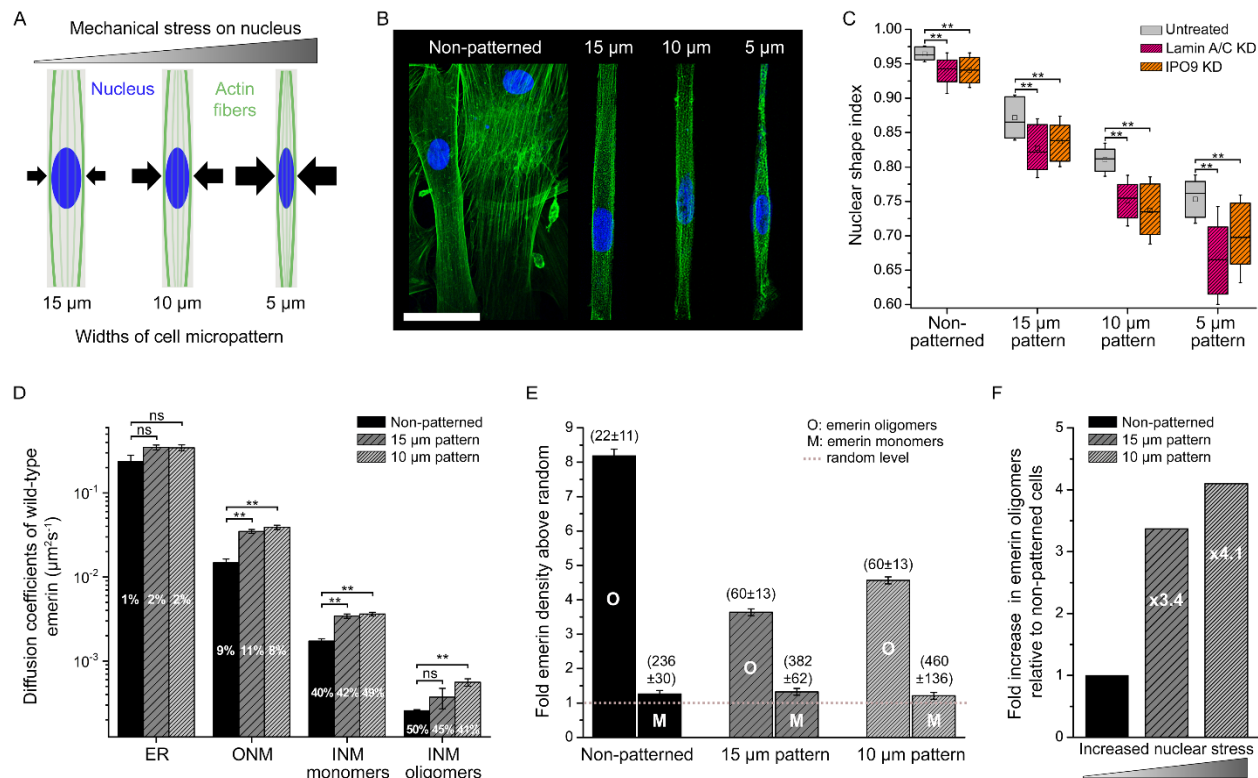 A
Mechanical stress on nucleus
Nucleus
Actin
fibers
15 µm
10 µm
5 µm
Widths of cell micropattern
B
Non-patterned
15 µm
10 µm
5 µm
C
Untreated
Lamin A/C KD
IPO9 KD
Nuclear shape index
1.00
0.95
0.90
0.85
0.80
0.75
0.70
0.65
0.60
**
**
**
**
**
**
**
**
Non-
patterned
15 µm
pattern
10 µm
pattern
5 µm
pattern
D
Non-patterned
15 µm pattern
10 µm pattern
Diffusion coefficients of wild-type
emerin (µm²s⁻¹)
10⁻¹
10⁻²
10⁻³
ns
ns
**
**
**
**
**
ns
1%
2%
2%
9%
11%
8%
40%
42%
49%
50%
45%
41%
ER
ONM
INM
monomers
INM
oligomers
E
O: emerin oligomers
M: emerin monomers
random level
Fold emerin density above random
9
8
7
6
5
4
3
2
1
0
(22±11)
(236
±30)
(60±13)
(382
±62)
(60±13)
(460
±136)
O
M
O
M
O
M
Non-patterned
15 µm pattern
10 µm pattern
F
Non-patterned
15 µm pattern
10 µm pattern
Fold increase in emerin oligomers
relative to non-patterned cells
5
4
3
2
1
0
x3.4
x4.1
Increased nuclear stress